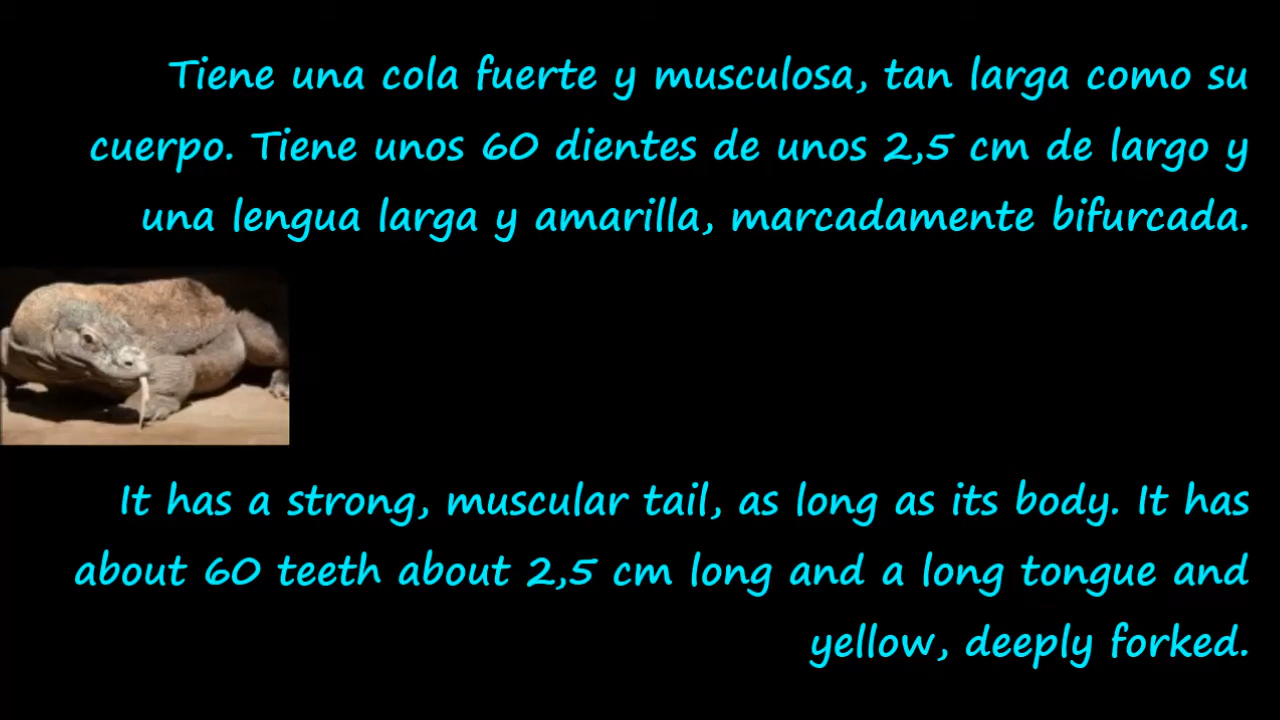 Tiene una cola fuerte y musculosa, tan larga como su
cuerpo. Tiene unos 60 dientes de unos 2,5 cm de largo y
una lengua larga y amarilla, marcadamente bifurcada.
It has a strong, muscular tail, as long as its body. It has
about 60 teeth about 2,5 cm long and a long tongue and
yellow, deeply forked.